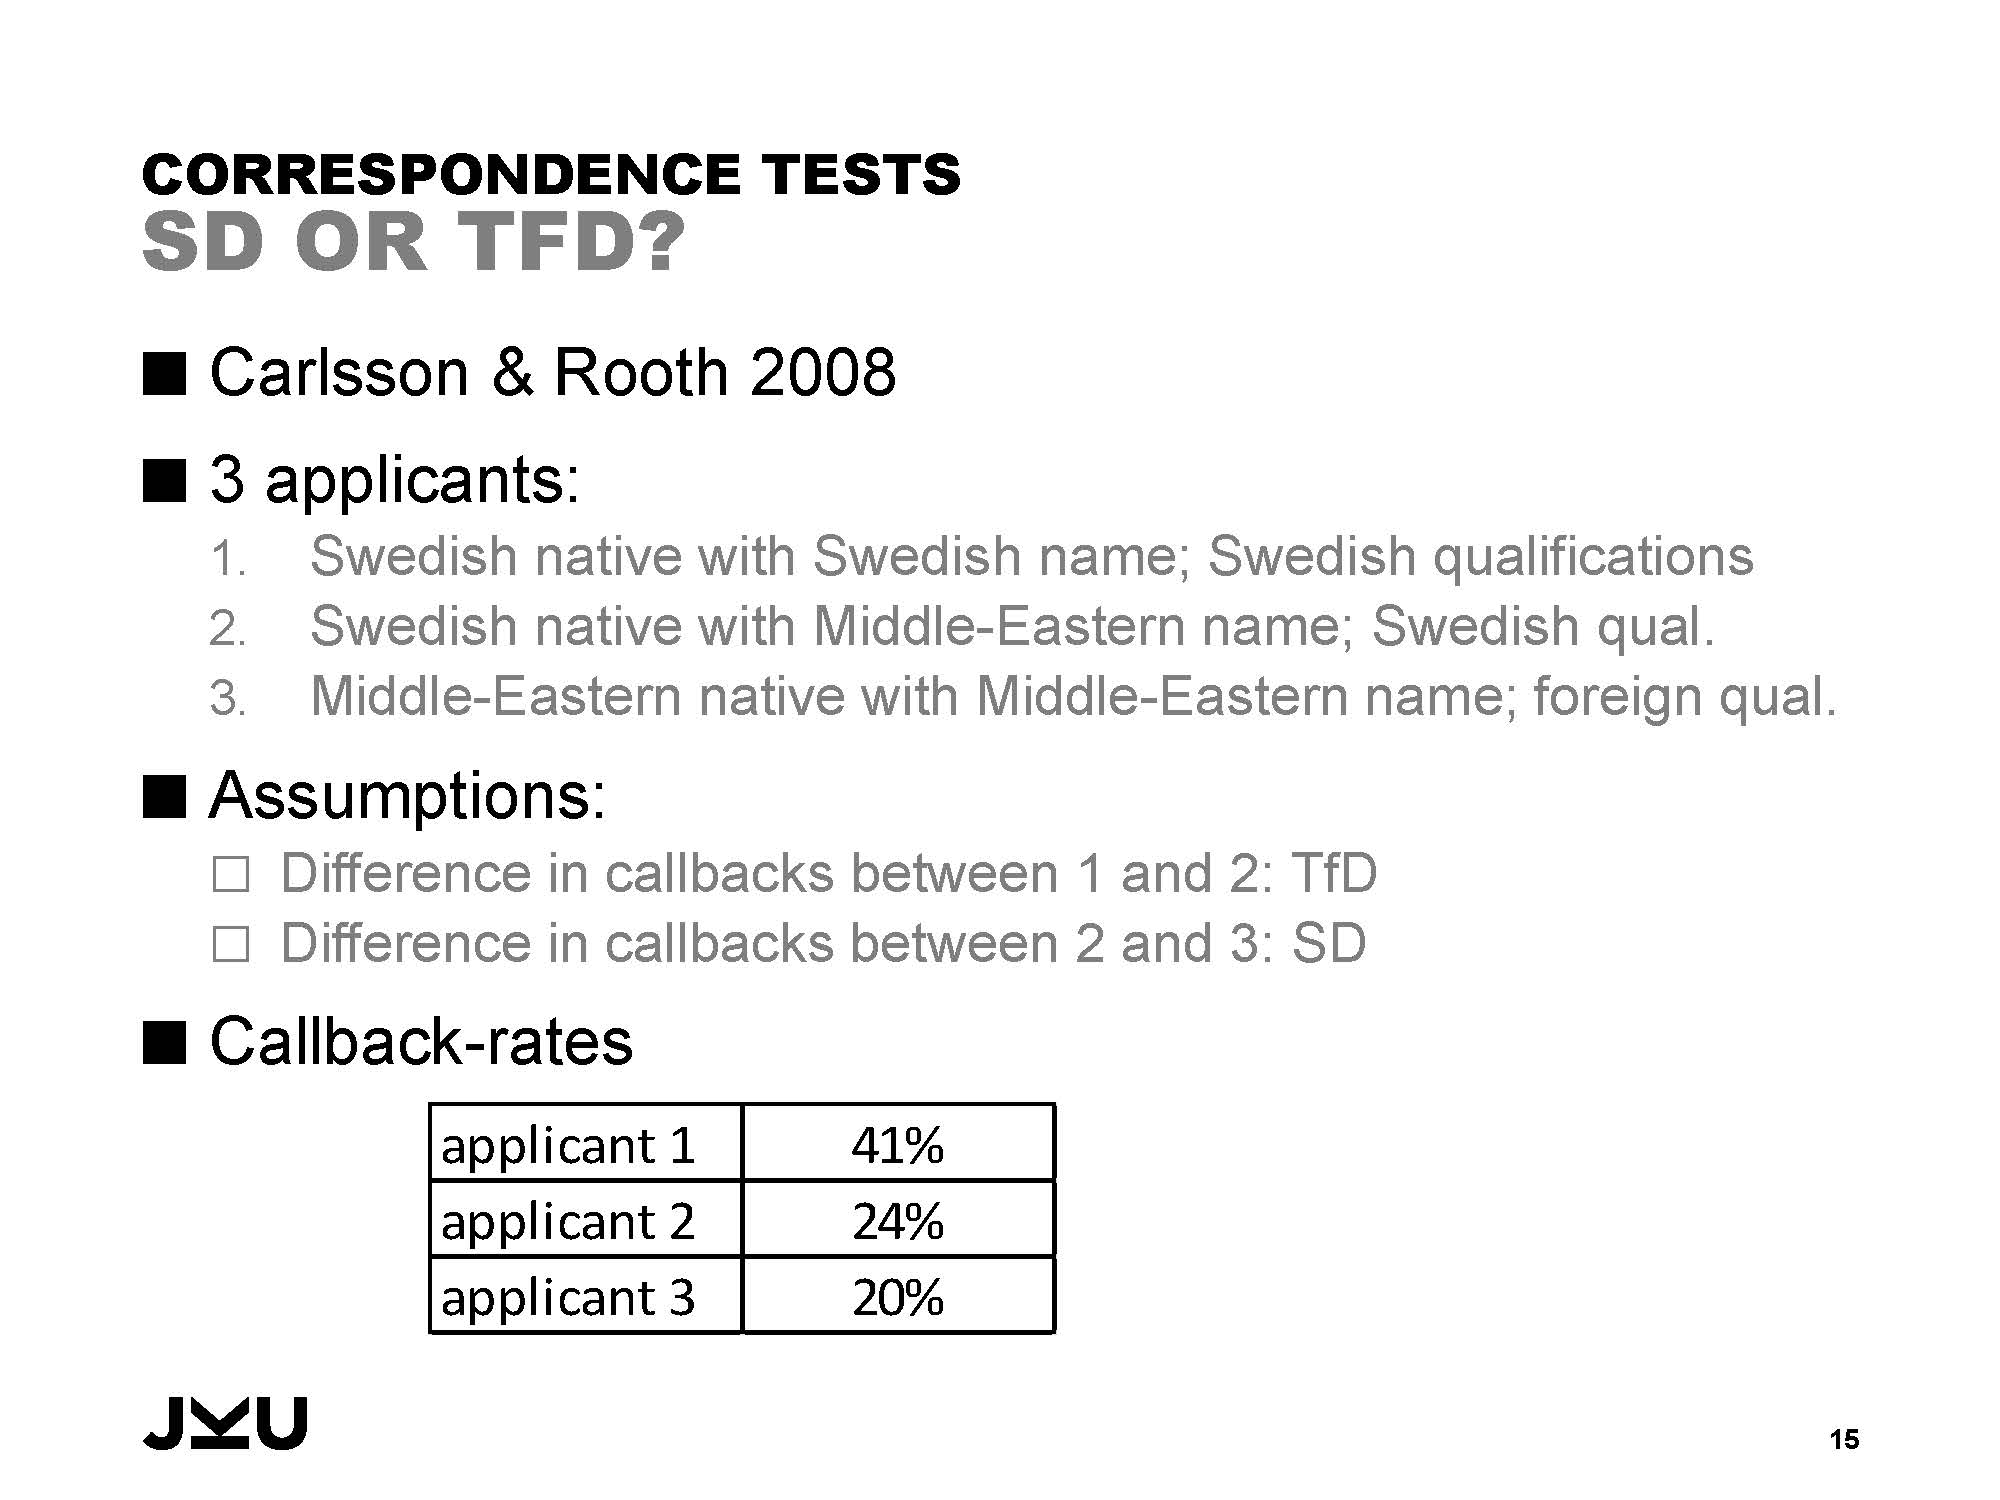 CORRESPONDENCE TESTS
SD OR TFD?
■ Carlsson & Rooth 2008
■ 3 applicants:
1. Swedish native with Swedish name; Swedish qualifications
2. Swedish native with Middle-Eastern name; Swedish qual.
3. Middle-Eastern native with Middle-Eastern name; foreign qual.
■ Assumptions:
□ Difference in callbacks between 1 and 2: TfD
□ Difference in callbacks between 2 and 3: SD
■ Callback-rates
applicant 1 41%
applicant 2 24%
applicant 3 20%
JKU
15